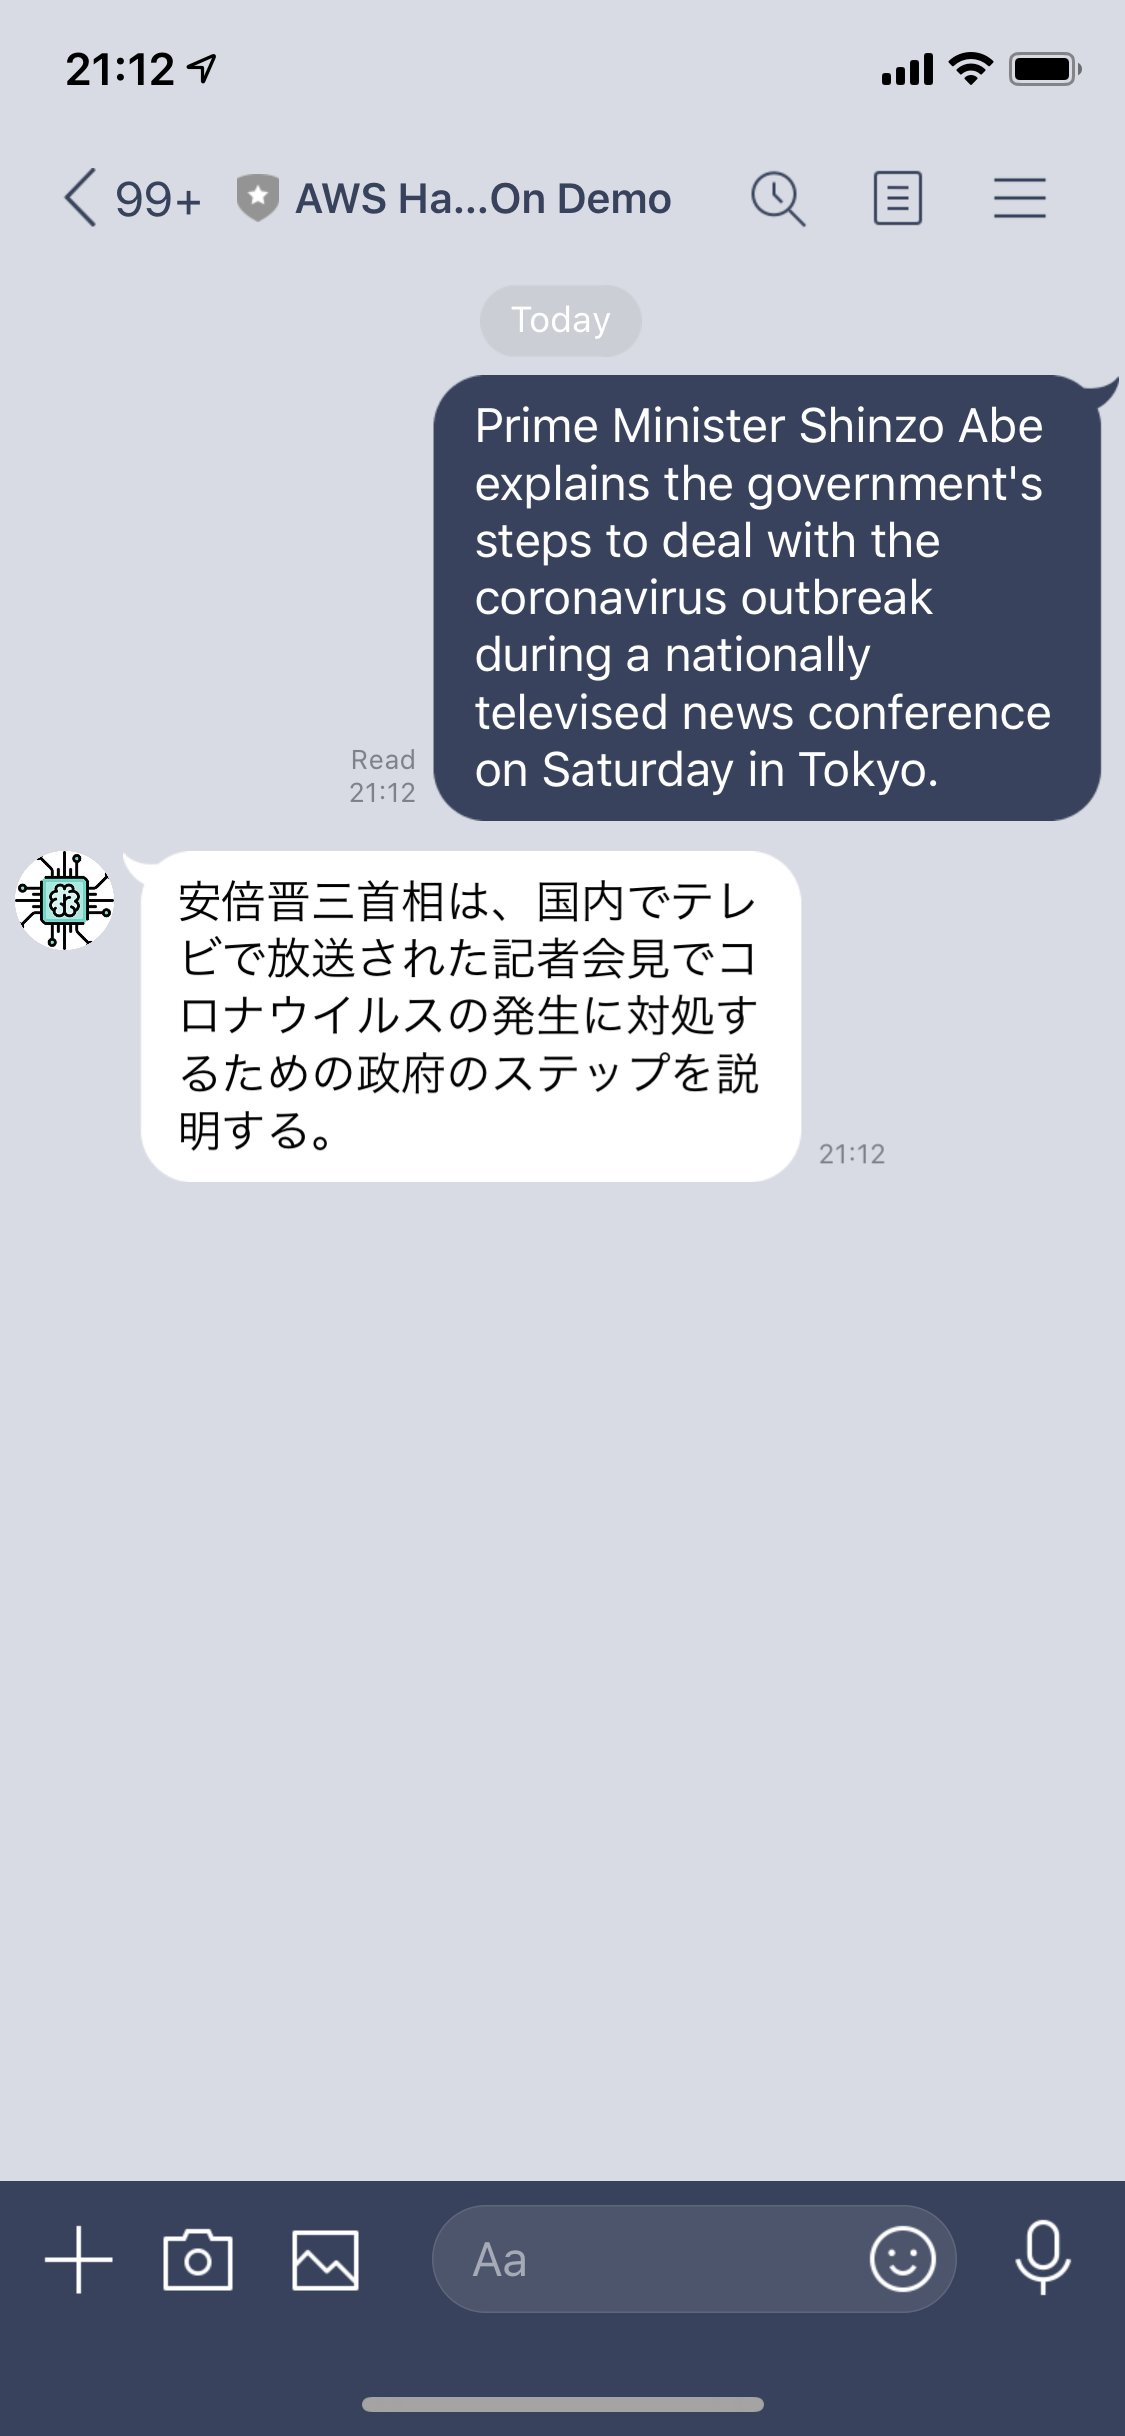 21:12
99+ AWS Ha...On Demo
Today
Prime Minister Shinzo Abe
explains the government's
steps to deal with the
coronavirus outbreak
during a nationally
televised news conference
on Saturday in Tokyo.
Read
21:12
安倍晋三首相は、国内でテレ
ビで放送された記者会見でコ
ロナウイルスの発生に対処す
るための政府のステップを説
明する。
21:12
Aa